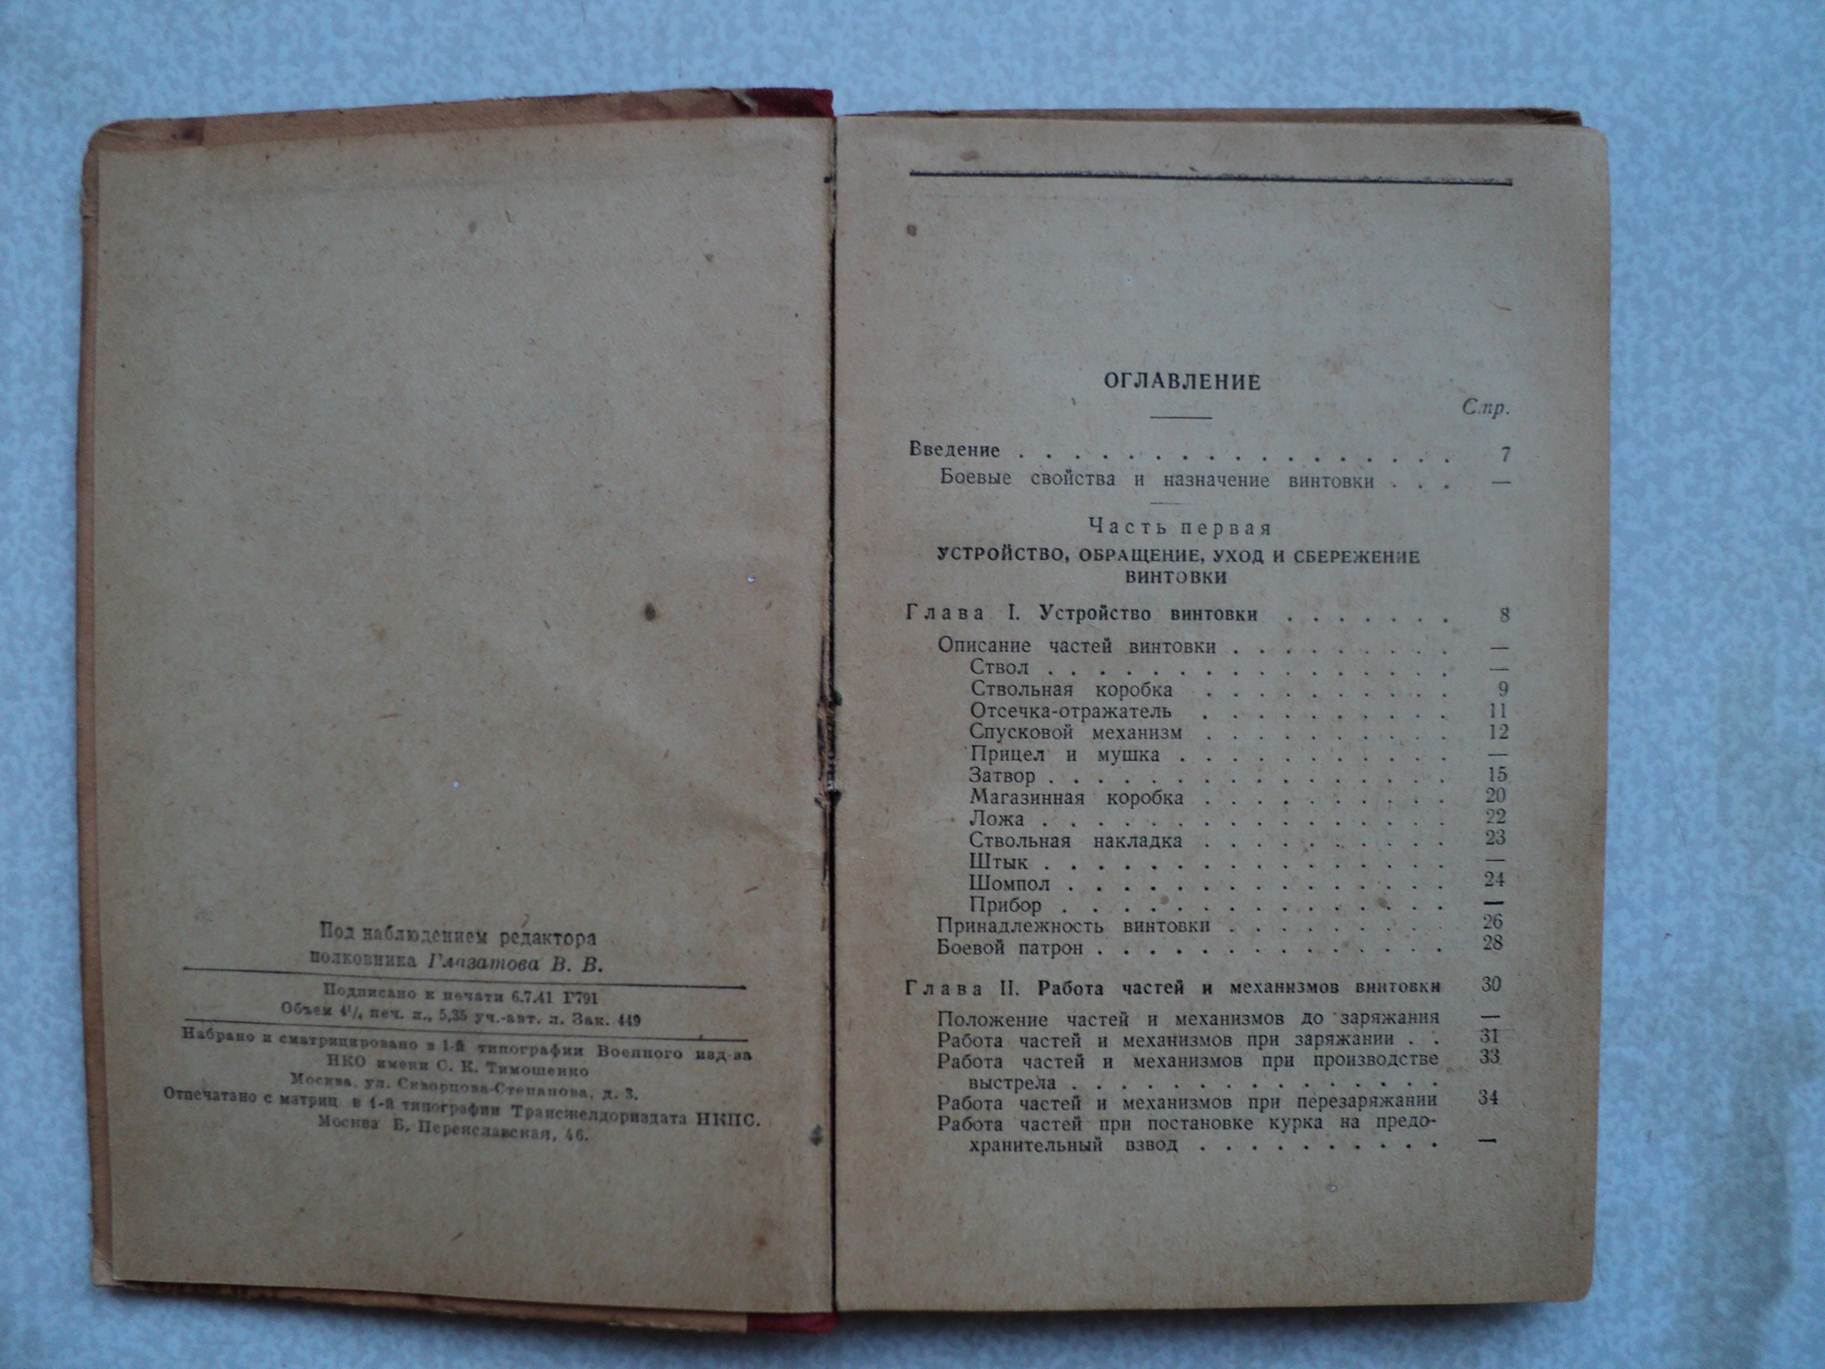 Под наблюдением редактора
полковника Глазатова В. В.
Подписано к печати 6.7.41 Г791
Объем 4¹/₄ печ. л., 5,35 уч.-авт. л. Зак. 449
Набрано и сматрицировано в 1-й типографии Военного изд-ва
НКО имени С. К. Тимошенко
Москва, ул. Скворцова-Степанова, д. 3.
Отпечатано с матриц в 1-й типографии Трансжелдориздата НКПС.
Москва Б. Переяславская, 46.
ОГЛАВЛЕНИЕ
Стр.
Введение . . . . . . . . . . . . . . . . 7
Боевые свойства и назначение винтовки . . . —
Часть первая
УСТРОЙСТВО, ОБРАЩЕНИЕ, УХОД И СБЕРЕЖЕНИЕ
ВИНТОВКИ
Глава I. Устройство винтовки . . . . . . . 8
Описание частей винтовки . . . . . . . . . —
Ствол . . . . . . . . . . . . . . . —
Ствольная коробка . . . . . . . . . . 9
Отсечка-отражатель . . . . . . . . . . 11
Спусковой механизм . . . . . . . . . . 12
Прицел и мушка . . . . . . . . . . . —
Затвор . . . . . . . . . . . . . . . 15
Магазинная коробка . . . . . . . . . . 20
Ложа . . . . . . . . . . . . . . . . 22
Ствольная накладка . . . . . . . . . . 23
Штык . . . . . . . . . . . . . . . . —
Шомпол . . . . . . . . . . . . . . . 24
Прибор . . . . . . . . . . . . . . . —
Принадлежность винтовки . . . . . . . . . 26
Боевой патрон . . . . . . . . . . . . . . 28
Глава II. Работа частей и механизмов винтовки 30
Положение частей и механизмов до заряжания —
Работа частей и механизмов при заряжании . . 31
Работа частей и механизмов при производстве 33
выстрела . . . . . . . . . . . . . .
Работа частей и механизмов при перезаряжании 34
Работа частей при постановке курка на предо-
хранительный взвод . . . . . . . . . . —